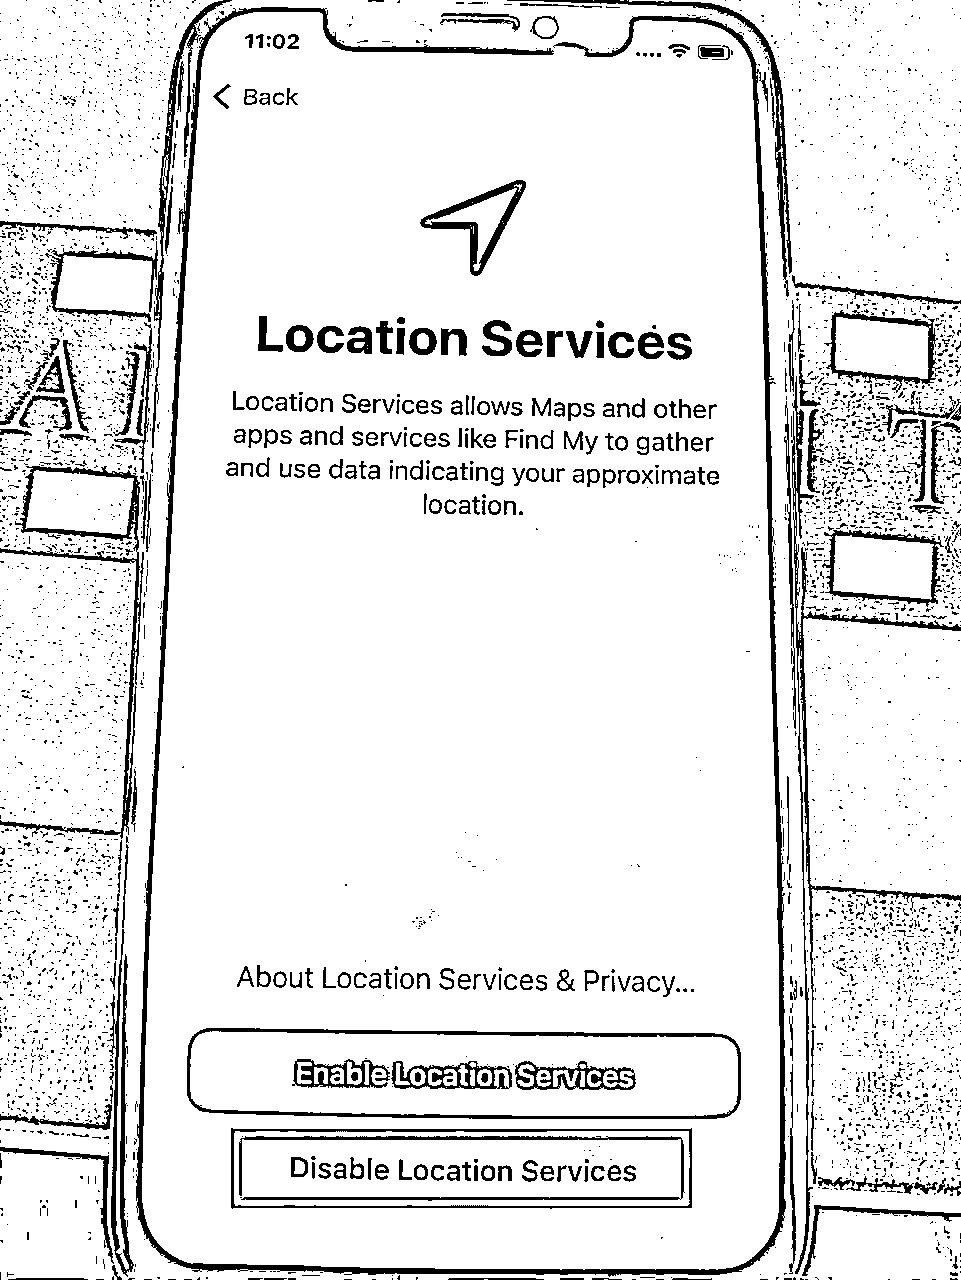 11:02
Back
Location Services
Location Services allows Maps and other
apps and services like Find My to gather
and use data indicating your approximate
location.
About Location Services & Privacy...
Enable Location Services
Disable Location Services